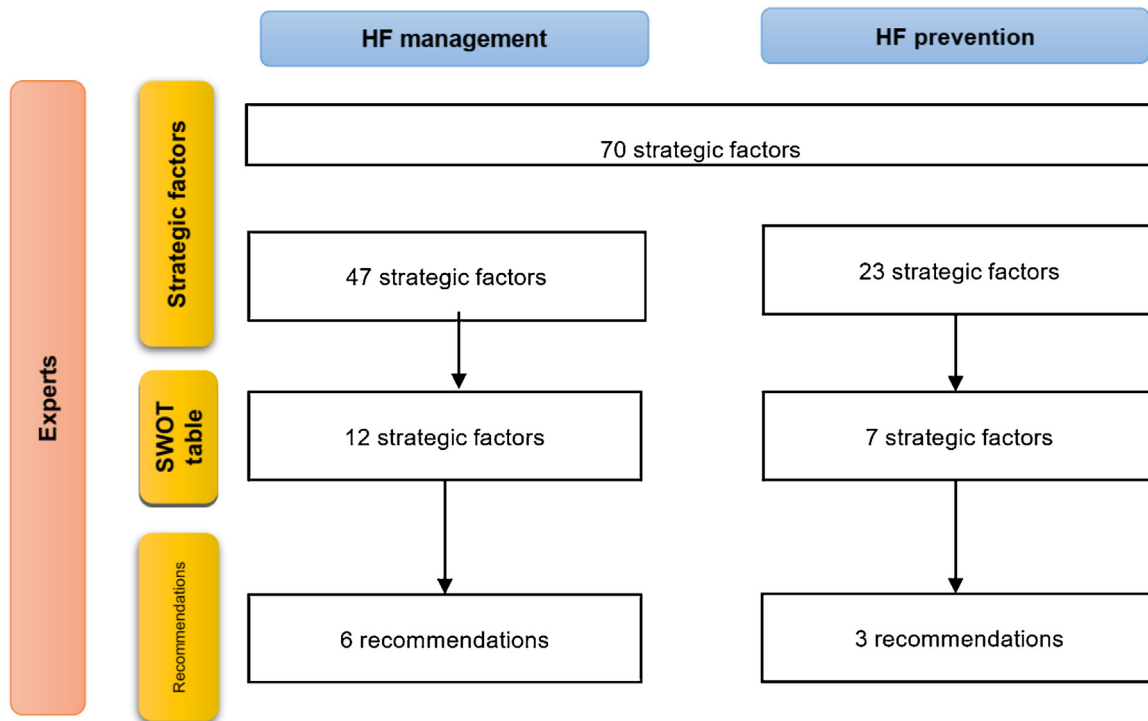 HF management
HF prevention
Experts
Strategic factors
70 strategic factors
47 strategic factors
23 strategic factors
SWOT
table
12 strategic factors
7 strategic factors
Recommendations
6 recommendations
3 recommendations